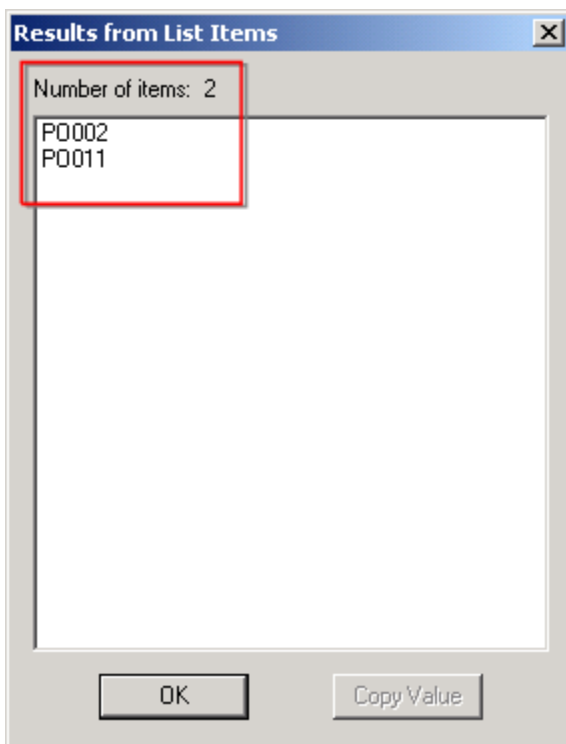 Results from List Items
Number of items: 2
PO002
PO011
OK
Copy Value